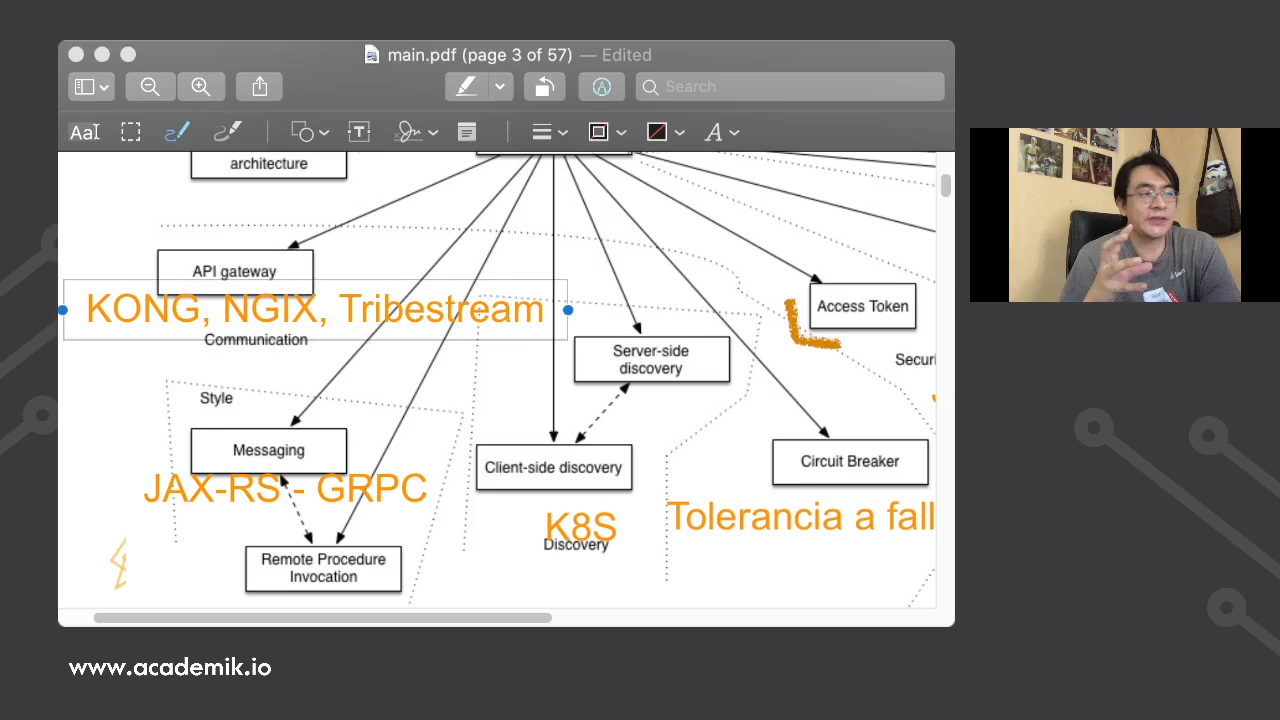 main.pdf (page 3 of 57) — Edited
Search
AaI
T
A
A
architecture
API gateway
KONG, NGIX, Tribestream
Communication
Access Token
Server-side
discovery
Securi
Style
Messaging
Client-side discovery
Circuit Breaker
JAX-RS - GRPC
K8S
Tolerancia a fall
Discovery
Remote Procedure
Invocation
www.academik.io